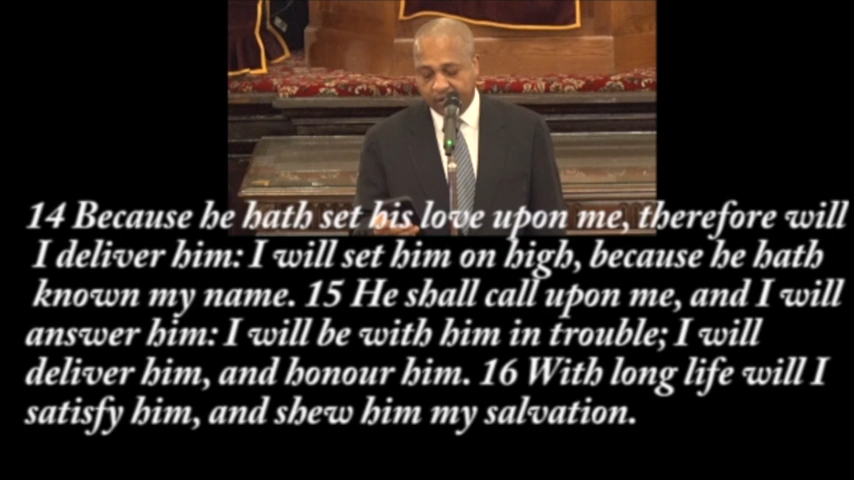 14 Because he hath set his love upon me, therefore will
I deliver him: I will set him on high, because he hath
known my name. 15 He shall call upon me, and I will
answer him: I will be with him in trouble; I will
deliver him, and honour him. 16 With long life will I
satisfy him, and shew him my salvation.